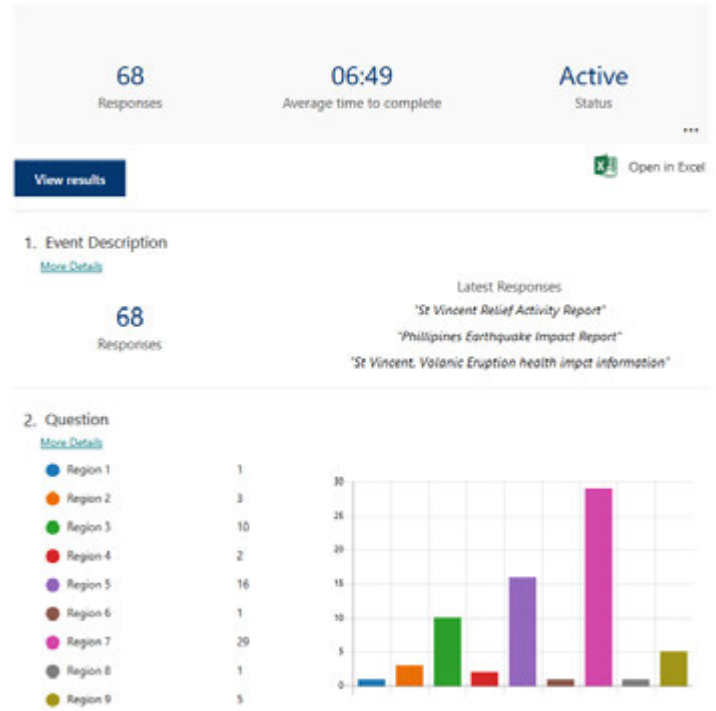 68 06:49 Active
Responses Average time to complete Status
...
View results Open in Excel
1. Event Description
More Details
Latest Responses
68 "St Vincent Relief Activity Report"
Responses "Phillipines Earthquake Impact Report"
"St Vincent, Volanic Eruption health impct information"
2. Question
More Details
Region 1 1
Region 2 3
Region 3 10
Region 4 2
Region 5 16
Region 6 1
Region 7 29
Region 8 1
Region 9 5
30
25
20
15
10
5
0